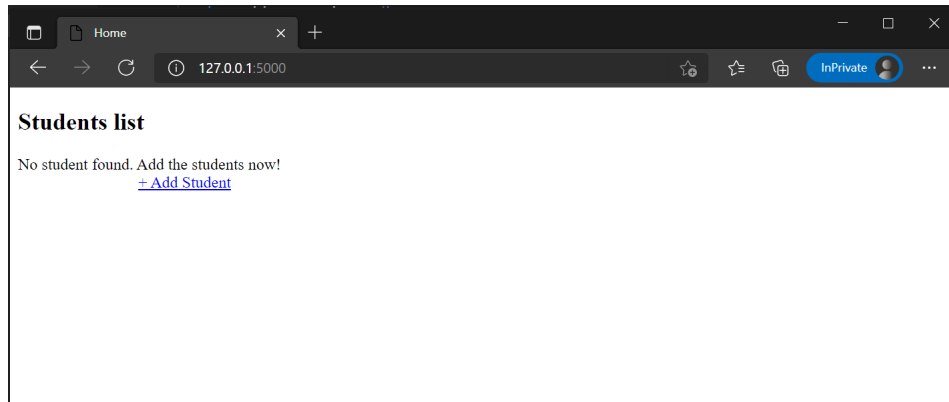 Home
127.0.0.1:5000
InPrivate
Students list
No student found. Add the students now!
+ Add Student